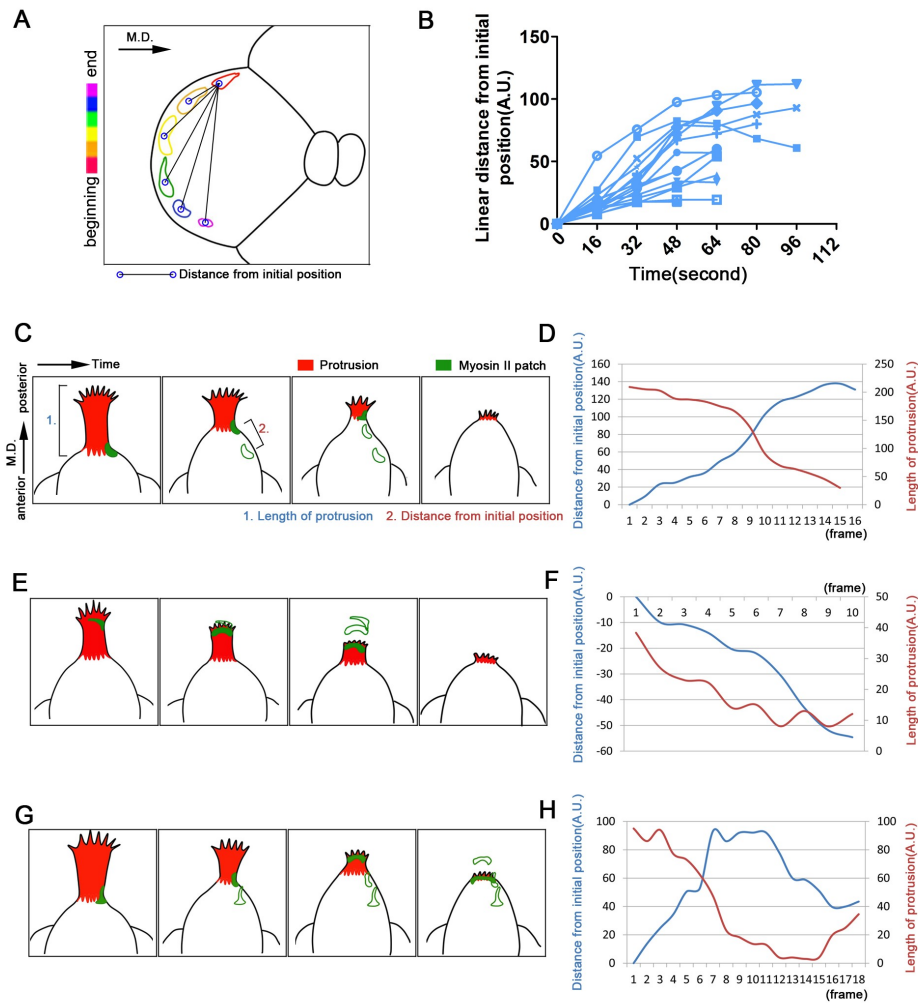 A
M.D.
end
beginning
Distance from initial position
B
Linear distance from initial
position(A.U.)
150
100
50
0
0 16 32 48 64 80 96 112
Time(second)
C
Time
Protrusion
Myosin II patch
posterior
M.D.
anterior
1.
2.
1. Length of protrusion 2. Distance from initial position
D
Distance from initial position(A.U.)
160
140
120
100
80
60
40
20
0
250
200
150
100
50
0
Length of protrusion(A.U.)
1 2 3 4 5 6 7 8 9 10 11 12 13 14 15 16
(frame)
E
F
(frame)
Distance from initial position(A.U.)
0
-10
-20
-30
-40
-50
-60
1 2 3 4 5 6 7 8 9 10
50
40
30
20
10
0
Length of protrusion(A.U.)
G
H
Distance from initial position(A.U.)
100
80
60
40
20
0
100
80
60
40
20
0
Length of protrusion(A.U.)
1 2 3 4 5 6 7 8 9 10 11 12 13 14 15 16 17 18
(frame)